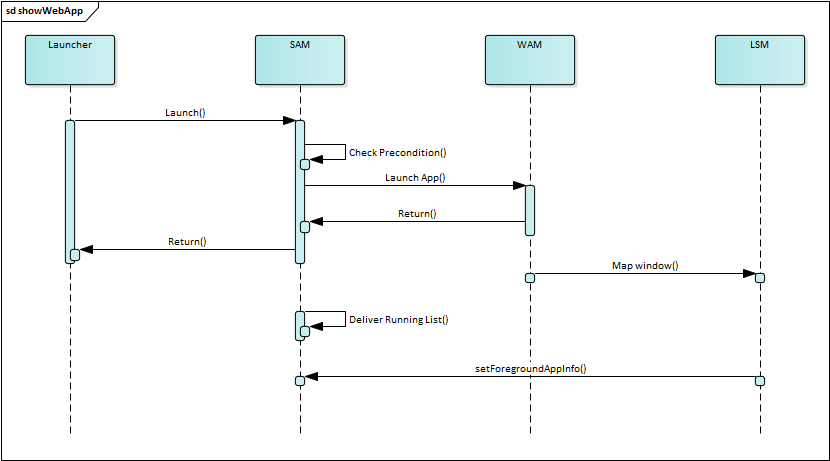 sd showWebApp
Launcher
SAM
WAM
LSM
Launch()
Check Precondition()
Launch App()
Return()
Return()
Map window()
Deliver Running List()
setForegroundAppInfo()